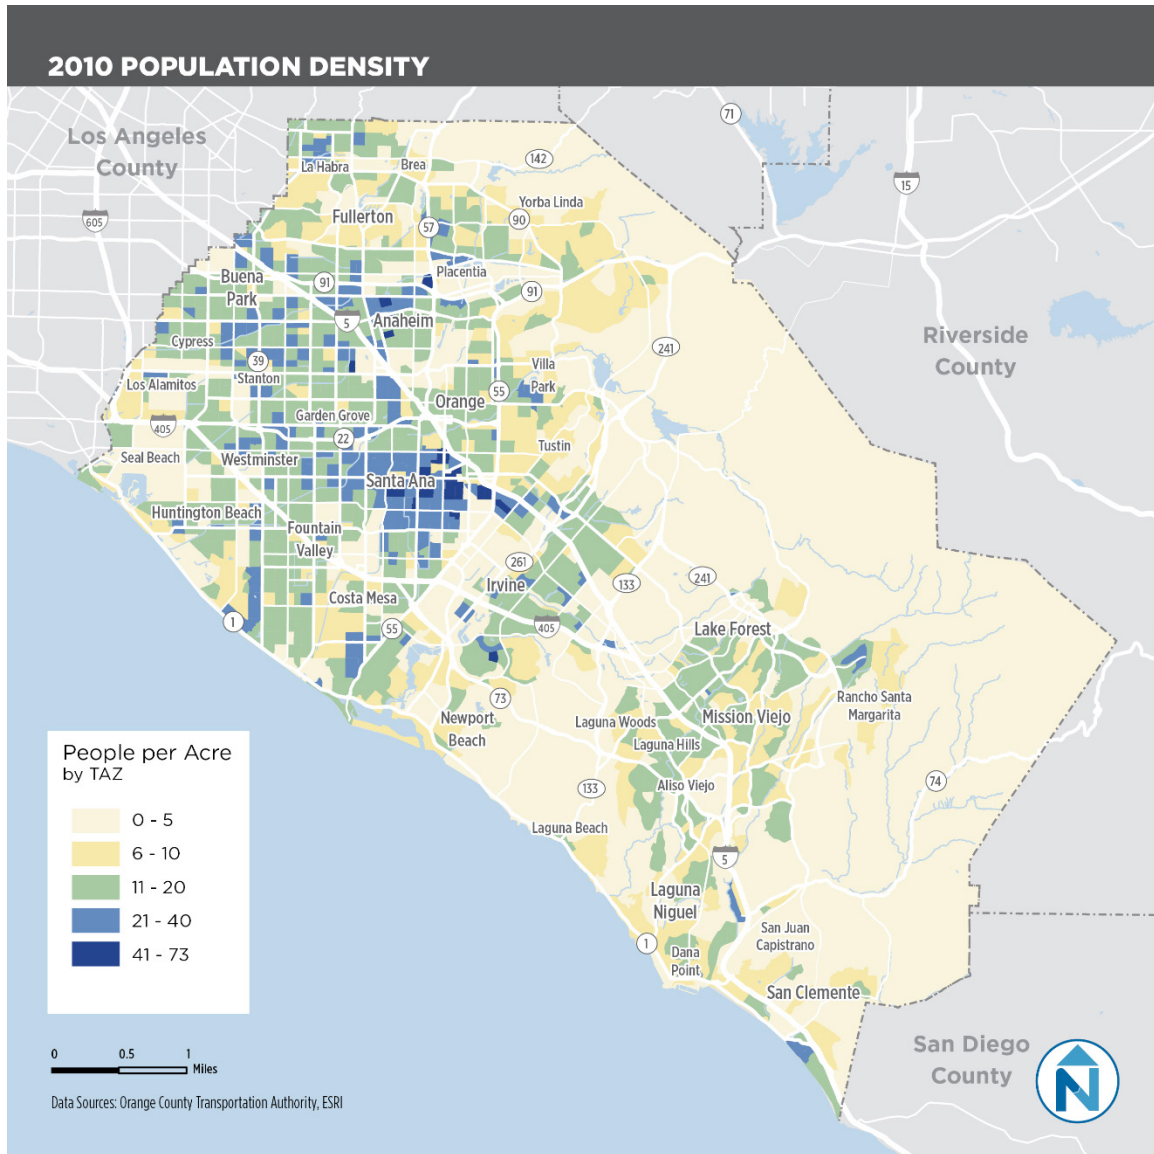 2010 POPULATION DENSITY
Los Angeles
County
71
142
15
La Habra
Brea
605
Yorba Linda
Fullerton
90
57
Placentia
Buena
Park
91
91
5
Anaheim
Riverside
County
Cypress
241
39
Stanton
Villa
Park
Los Alamitos
55
Orange
Garden Grove
405
22
Tustin
Seal Beach
Westminster
Santa Ana
Huntington Beach
Fountain
Valley
261
Irvine
133
241
Costa Mesa
1
55
405
Lake Forest
Rancho Santa
Margarita
73
Newport
Beach
Laguna Woods
Mission Viejo
Laguna Hills
Aliso Viejo
133
74
Laguna Beach
5
Laguna
Niguel
San Juan
Capistrano
1
Dana
Point
San Clemente
San Diego
County
N
People per Acre
by TAZ
0 - 5
6 - 10
11 - 20
21 - 40
41 - 73
0 0.5 1
Miles
Data Sources: Orange County Transportation Authority, ESRI